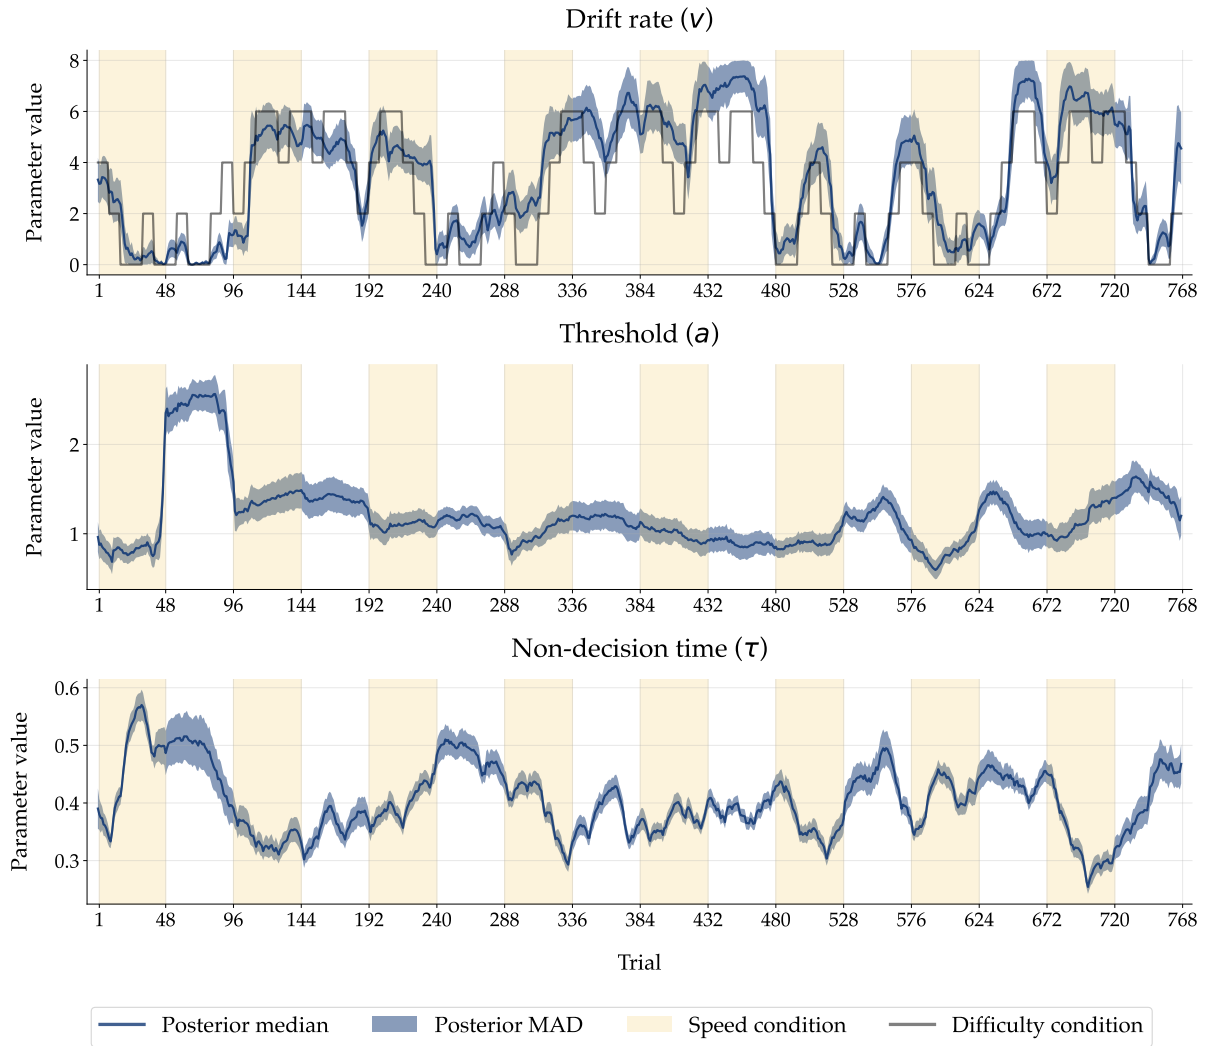 Drift rate (v)
Parameter value
8
6
4
2
0
1 48 96 144 192 240 288 336 384 432 480 528 576 624 672 720 768
Threshold (a)
Parameter value
2
1
1 48 96 144 192 240 288 336 384 432 480 528 576 624 672 720 768
Non-decision time (τ)
Parameter value
0.6
0.5
0.4
0.3
1 48 96 144 192 240 288 336 384 432 480 528 576 624 672 720 768
Trial
Posterior median Posterior MAD Speed condition Difficulty condition